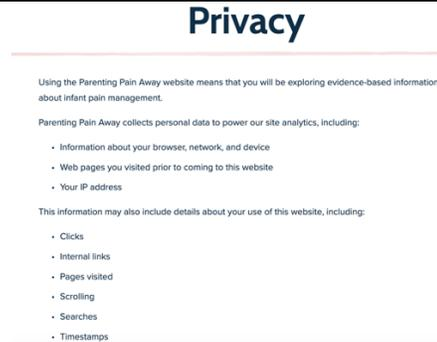 Privacy
Using the Parenting Pain Away website means that you will be exploring evidence-based information
about infant pain management.
Parenting Pain Away collects personal data to power our site analytics, including:
• Information about your browser, network, and device
• Web pages you visited prior to coming to this website
• Your IP address
This information may also include details about your use of this website, including:
• Clicks
• Internal links
• Pages visited
• Scrolling
• Searches
• Timestamps